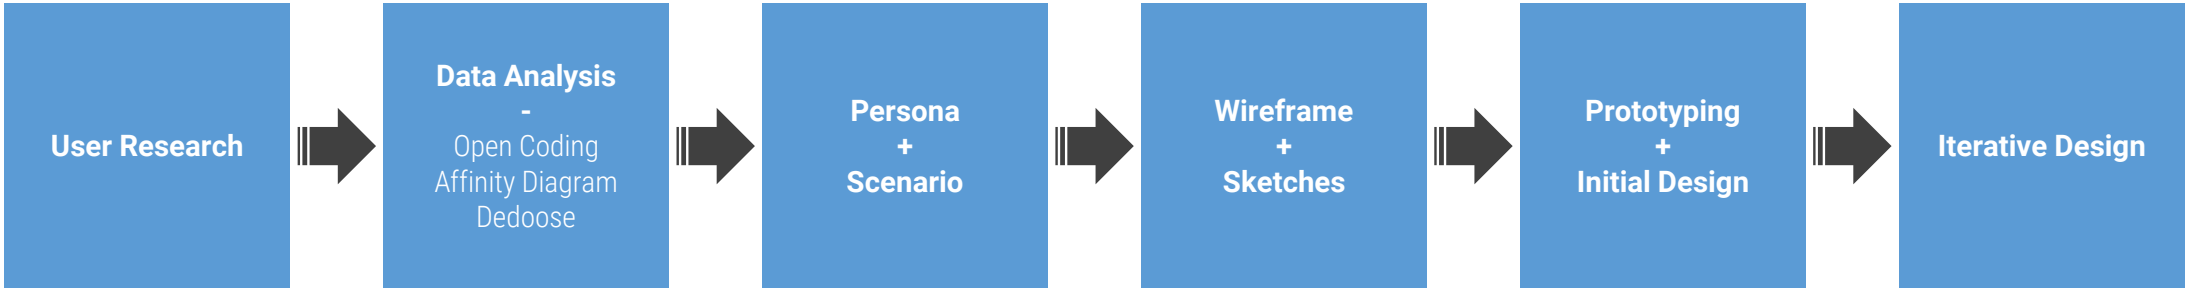 User Research
Data Analysis
-
Open Coding
Affinity Diagram
Dedoose
Persona
+
Scenario
Wireframe
+
Sketches
Prototyping
+
Initial Design
Iterative Design